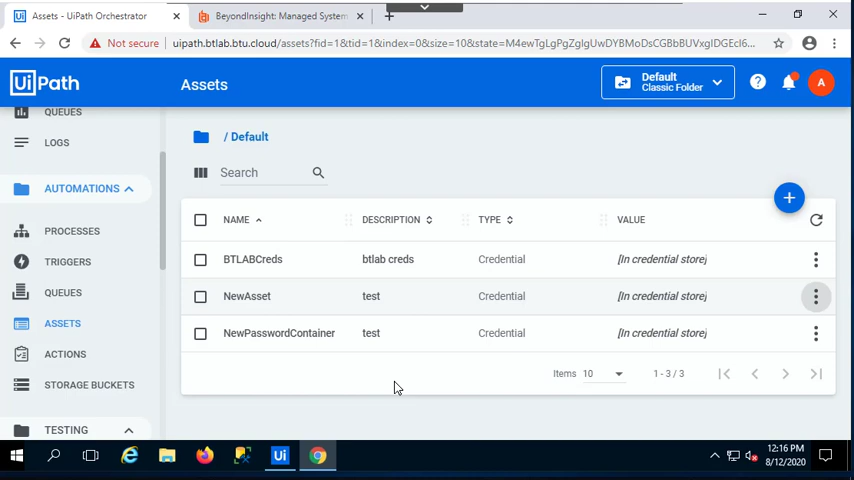 Assets - UiPath Orchestrator
BeyondInsight: Managed System
Not secure
uipath.btlab.btu.cloud/assets?fid=1&tid=1&index=0&size=10&state=M4ewTgLgPgZglgUwDYBMoDsCGBbBUVxgIDGEcl6...
UiPath
Assets
Default
Classic Folder
A
QUEUES
LOGS
AUTOMATIONS
PROCESSES
TRIGGERS
QUEUES
ASSETS
ACTIONS
STORAGE BUCKETS
TESTING
/ Default
Search
NAME DESCRIPTION TYPE VALUE
BTLABCreds btlab creds Credential [In credential store]
NewAsset test Credential [In credential store]
NewPasswordContainer test Credential [In credential store]
Items 10 1 - 3 / 3
Ui
12:16 PM
8/12/2020